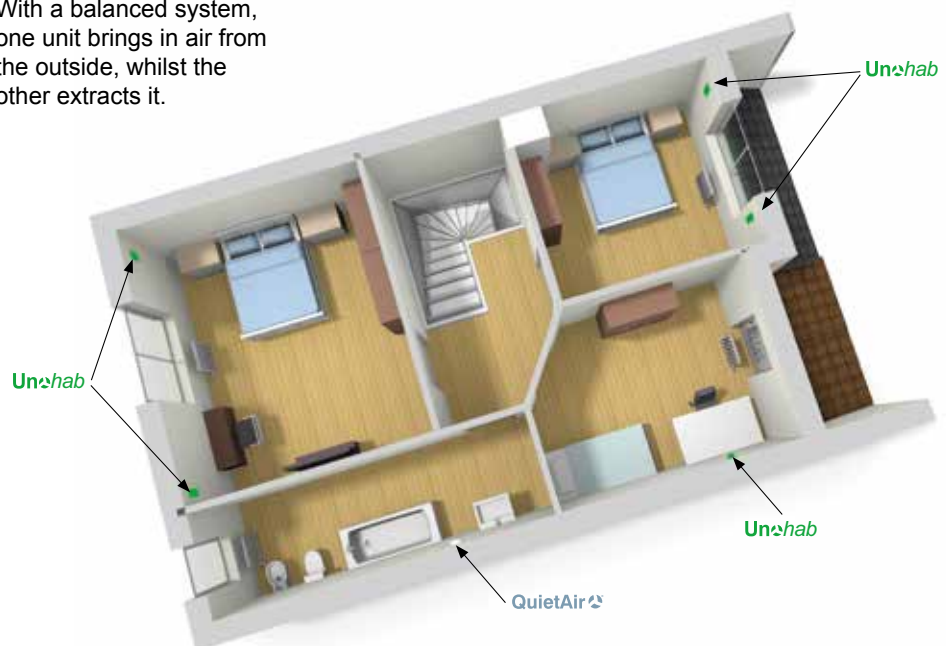 With a balanced system,
one unit brings in air from
the outside, whilst the
other extracts it.
Unohab
Unohab
Unohab
QuietAir